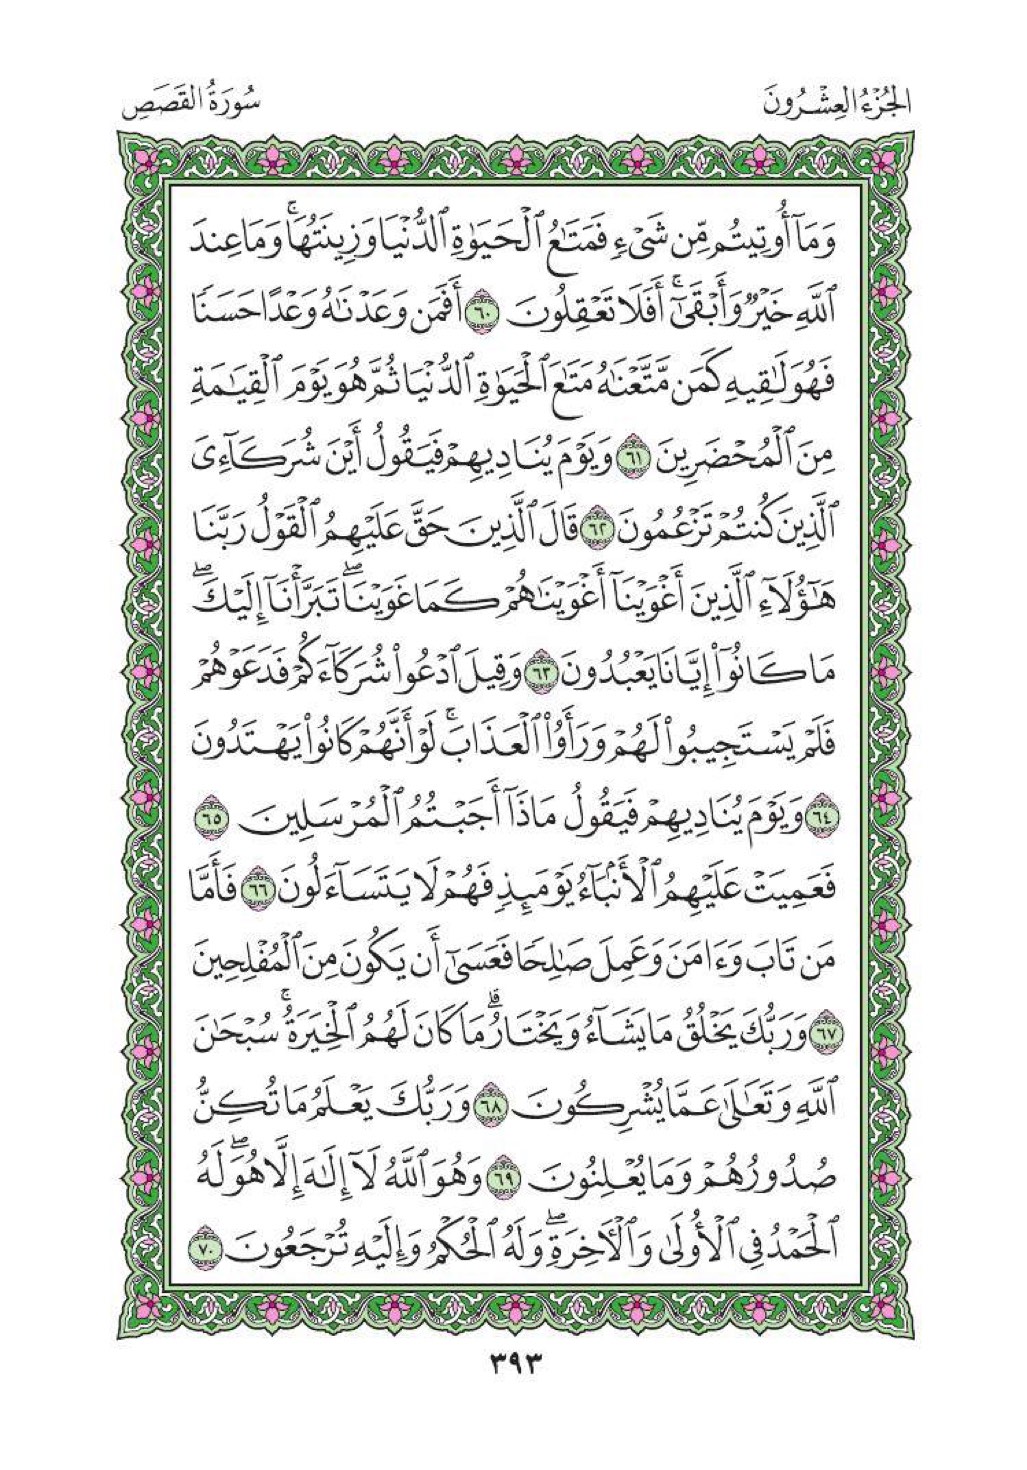 الجُزْءُ العِشْرُونَ
سُورَةُ القَصَصِ
وَمَآ أُوتِيتُم مِّن شَىْءٍ فَمَتَٰعُ ٱلْحَيَوٰةِ ٱلدُّنْيَا وَزِينَتُهَا ۚ وَمَا عِندَ
ٱللَّهِ خَيْرٌ وَأَبْقَىٰٓ ۚ أَفَلَا تَعْقِلُونَ ٦٠ أَفَمَن وَعَدْنَٰهُ وَعْدًا حَسَنًا
فَهُوَ لَٰقِيهِ كَمَن مَّتَّعْنَٰهُ مَتَٰعَ ٱلْحَيَوٰةِ ٱلدُّنْيَا ثُمَّ هُوَ يَوْمَ ٱلْقِيَٰمَةِ
مِنَ ٱلْمُحْضَرِينَ ٦١ وَيَوْمَ يُنَادِيهِمْ فَيَقُولُ أَيْنَ شُرَكَآءِىَ
ٱلَّذِينَ كُنتُمْ تَزْعُمُونَ ٦٢ قَالَ ٱلَّذِينَ حَقَّ عَلَيْهِمُ ٱلْقَوْلُ رَبَّنَا
هَٰٓؤُلَآءِ ٱلَّذِينَ أَغْوَيْنَآ أَغْوَيْنَٰهُمْ كَمَا غَوَيْنَا ۖ تَبَرَّأْنَآ إِلَيْكَ ۖ
مَا كَانُوٓا۟ إِيَّانَا يَعْبُدُونَ ٦٣ وَقِيلَ ٱدْعُوا۟ شُرَكَآءَكُمْ فَدَعَوْهُمْ
فَلَمْ يَسْتَجِيبُوا۟ لَهُمْ وَرَأَوُا۟ ٱلْعَذَابَ ۚ لَوْ أَنَّهُمْ كَانُوا۟ يَهْتَدُونَ
٦٤ وَيَوْمَ يُنَادِيهِمْ فَيَقُولُ مَاذَآ أَجَبْتُمُ ٱلْمُرْسَلِينَ ٦٥
فَعَمِيَتْ عَلَيْهِمُ ٱلْأَنۢبَآءُ يَوْمَئِذٍ فَهُمْ لَا يَتَسَآءَلُونَ ٦٦ فَأَمَّا
مَن تَابَ وَءَامَنَ وَعَمِلَ صَٰلِحًا فَعَسَىٰٓ أَن يَكُونَ مِنَ ٱلْمُفْلِحِينَ
٦٧ وَرَبُّكَ يَخْلُقُ مَا يَشَآءُ وَيَخْتَارُ ۗ مَا كَانَ لَهُمُ ٱلْخِيَرَةُ ۚ سُبْحَٰنَ
ٱللَّهِ وَتَعَٰلَىٰ عَمَّا يُشْرِكُونَ ٦٨ وَرَبُّكَ يَعْلَمُ مَا تُكِنُّ
صُدُورُهُمْ وَمَا يُعْلِنُونَ ٦٩ وَهُوَ ٱللَّهُ لَآ إِلَٰهَ إِلَّا هُوَ ۖ لَهُ
ٱلْحَمْدُ فِى ٱلْأُولَىٰ وَٱلْـَٔاخِرَةِ ۖ وَلَهُ ٱلْحُكْمُ وَإِلَيْهِ تُرْجَعُونَ ٧٠
٣٩٣